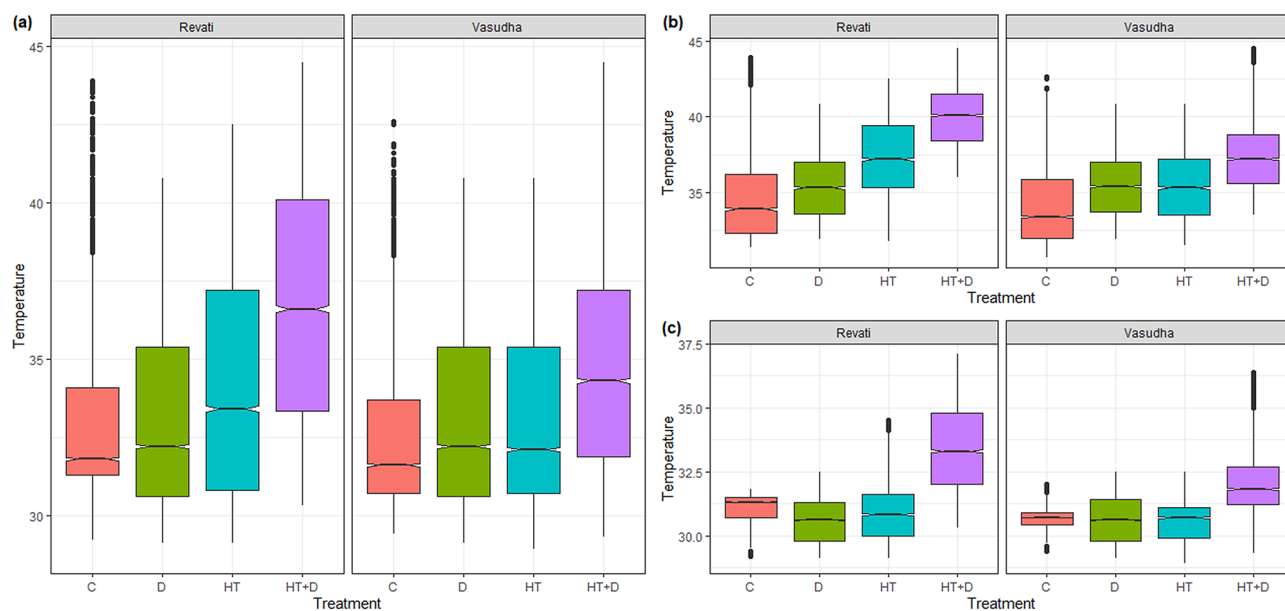 (a)
Revati
Vasudha
Temperature
45
40
35
30
C
D
HT
HT+D
C
D
HT
HT+D
Treatment
(b)
Revati
Vasudha
Temperature
45
40
35
C
D
HT
HT+D
C
D
HT
HT+D
Treatment
(c)
Revati
Vasudha
Temperature
37.5
35.0
32.5
30.0
C
D
HT
HT+D
C
D
HT
HT+D
Treatment